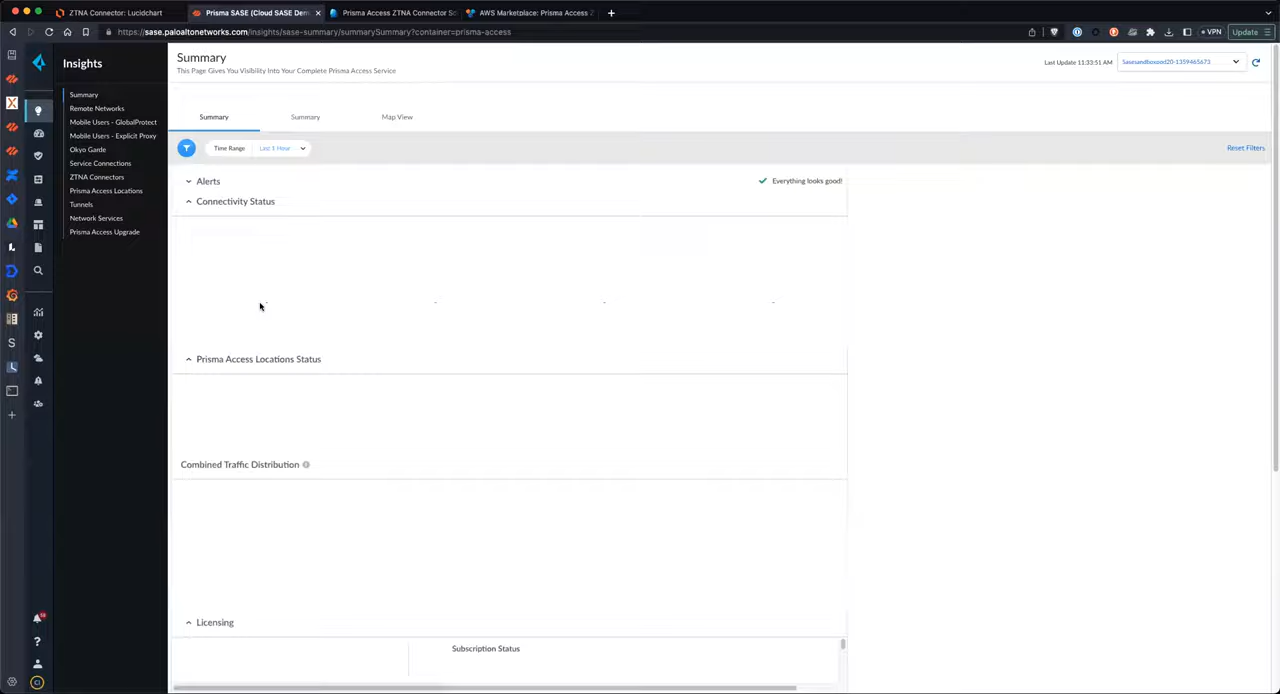 ZTNA Connector: Lucidchart
Prisma SASE (Cloud SASE Dem
Prisma Access ZTNA Connector So
AWS Marketplace: Prisma Access Z
https://sase.paloaltonetworks.com/insights/sase-summary/summarySummary?container=prisma-access
VPN
Update
Insights
Summary
Remote Networks
Mobile Users - GlobalProtect
Mobile Users - Explicit Proxy
Okyo Garde
Service Connections
ZTNA Connectors
Prisma Access Locations
Tunnels
Network Services
Prisma Access Upgrade
Summary
This Page Gives You Visibility Into Your Complete Prisma Access Service
Last Update 11:33:51 AM
Summary
Summary
Map View
Time Range
Last 1 Hour
Reset Filters
Alerts
Everything looks good!
Connectivity Status
-
-
-
-
Prisma Access Locations Status
Combined Traffic Distribution
Licensing
Subscription Status